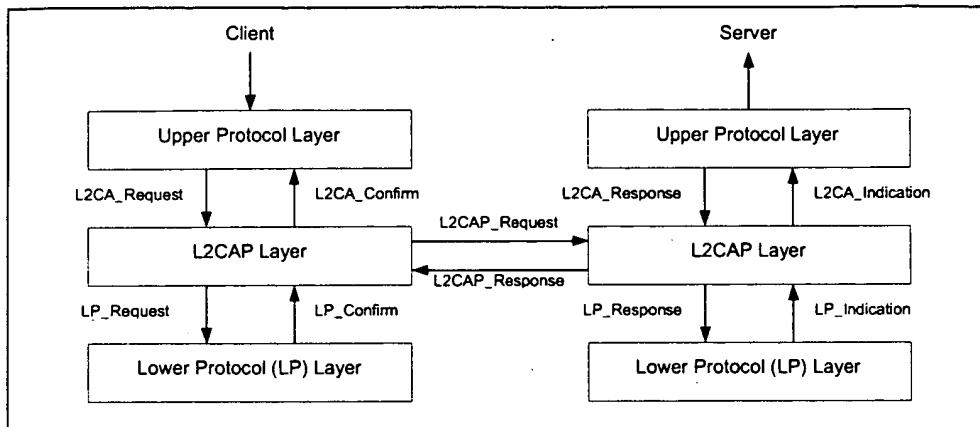 Client Server
Upper Protocol Layer Upper Protocol Layer
L2CA_Request L2CA_Confirm L2CA_Response L2CA_Indication
L2CAP_Request
L2CAP Layer L2CAP Layer
L2CAP_Response
LP_Request LP_Confirm LP_Response LP_Indication
Lower Protocol (LP) Layer Lower Protocol (LP) Layer